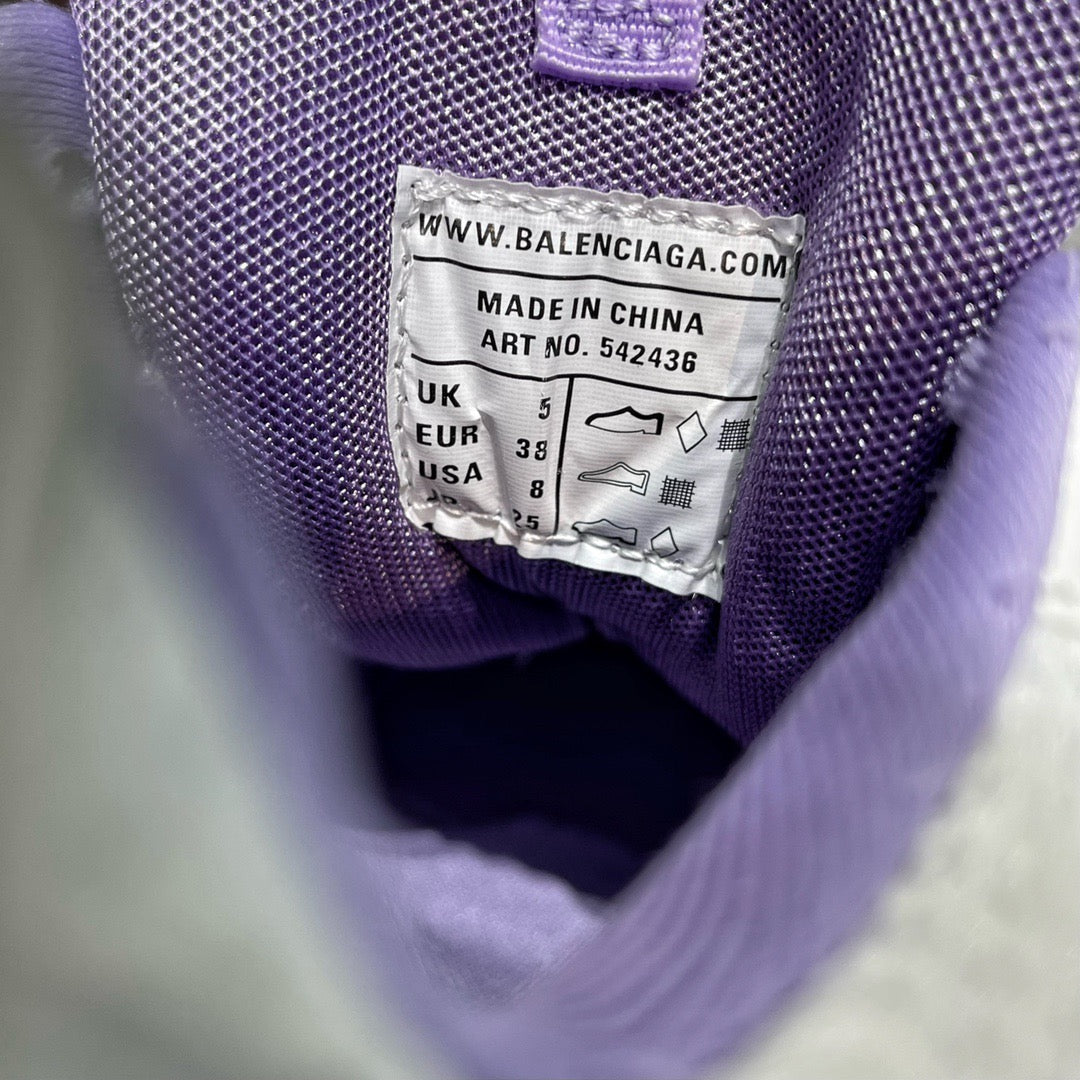 WWW.BALENCIAGA.COM
MADE IN CHINA
ART NO. 542436
UK 5
EUR 38
USA 8
25